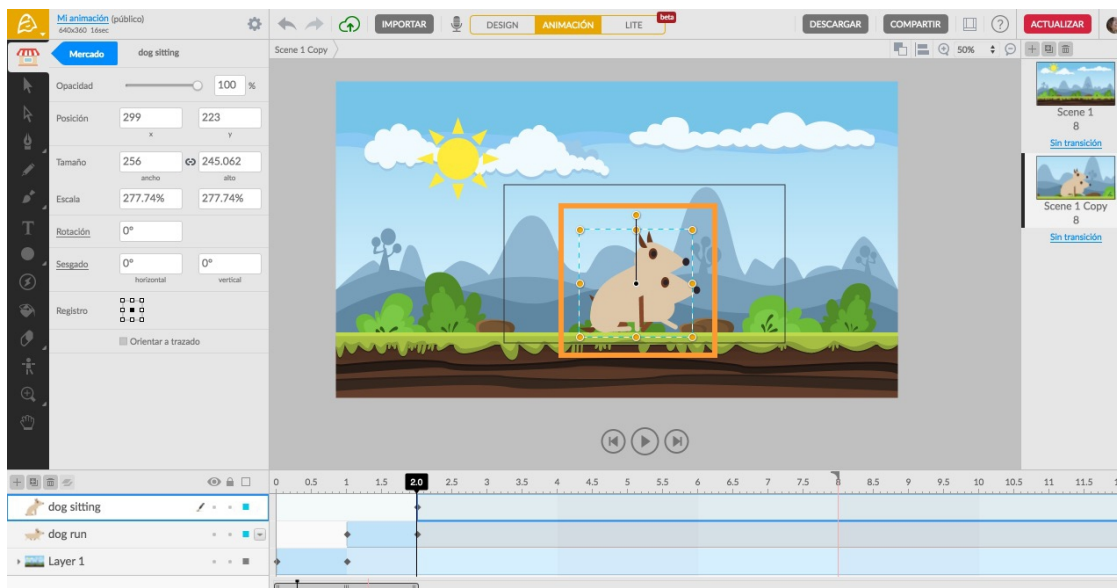 Mi animación (público)
640x360 16sec
IMPORTAR
DESIGN
ANIMACIÓN
LITE
beta
DESCARGAR
COMPARTIR
?
ACTUALIZAR
Mercado
dog sitting
Scene 1 Copy
50%
Opacidad 100 %
Posición 299 223
x y
Tamaño 256 245.062
ancho alto
Escala 277.74% 277.74%
Rotación 0°
Sesgado 0° 0°
horizontal vertical
Registro
Orientar a trazado
Scene 1
8
Sin transición
Scene 1 Copy
8
Sin transición
0 0.5 1 1.5 2.0 2.5 3 3.5 4 4.5 5 5.5 6 6.5 7 7.5 8 8.5 9 9.5 10 10.5 11 11.5
dog sitting
dog run
Layer 1